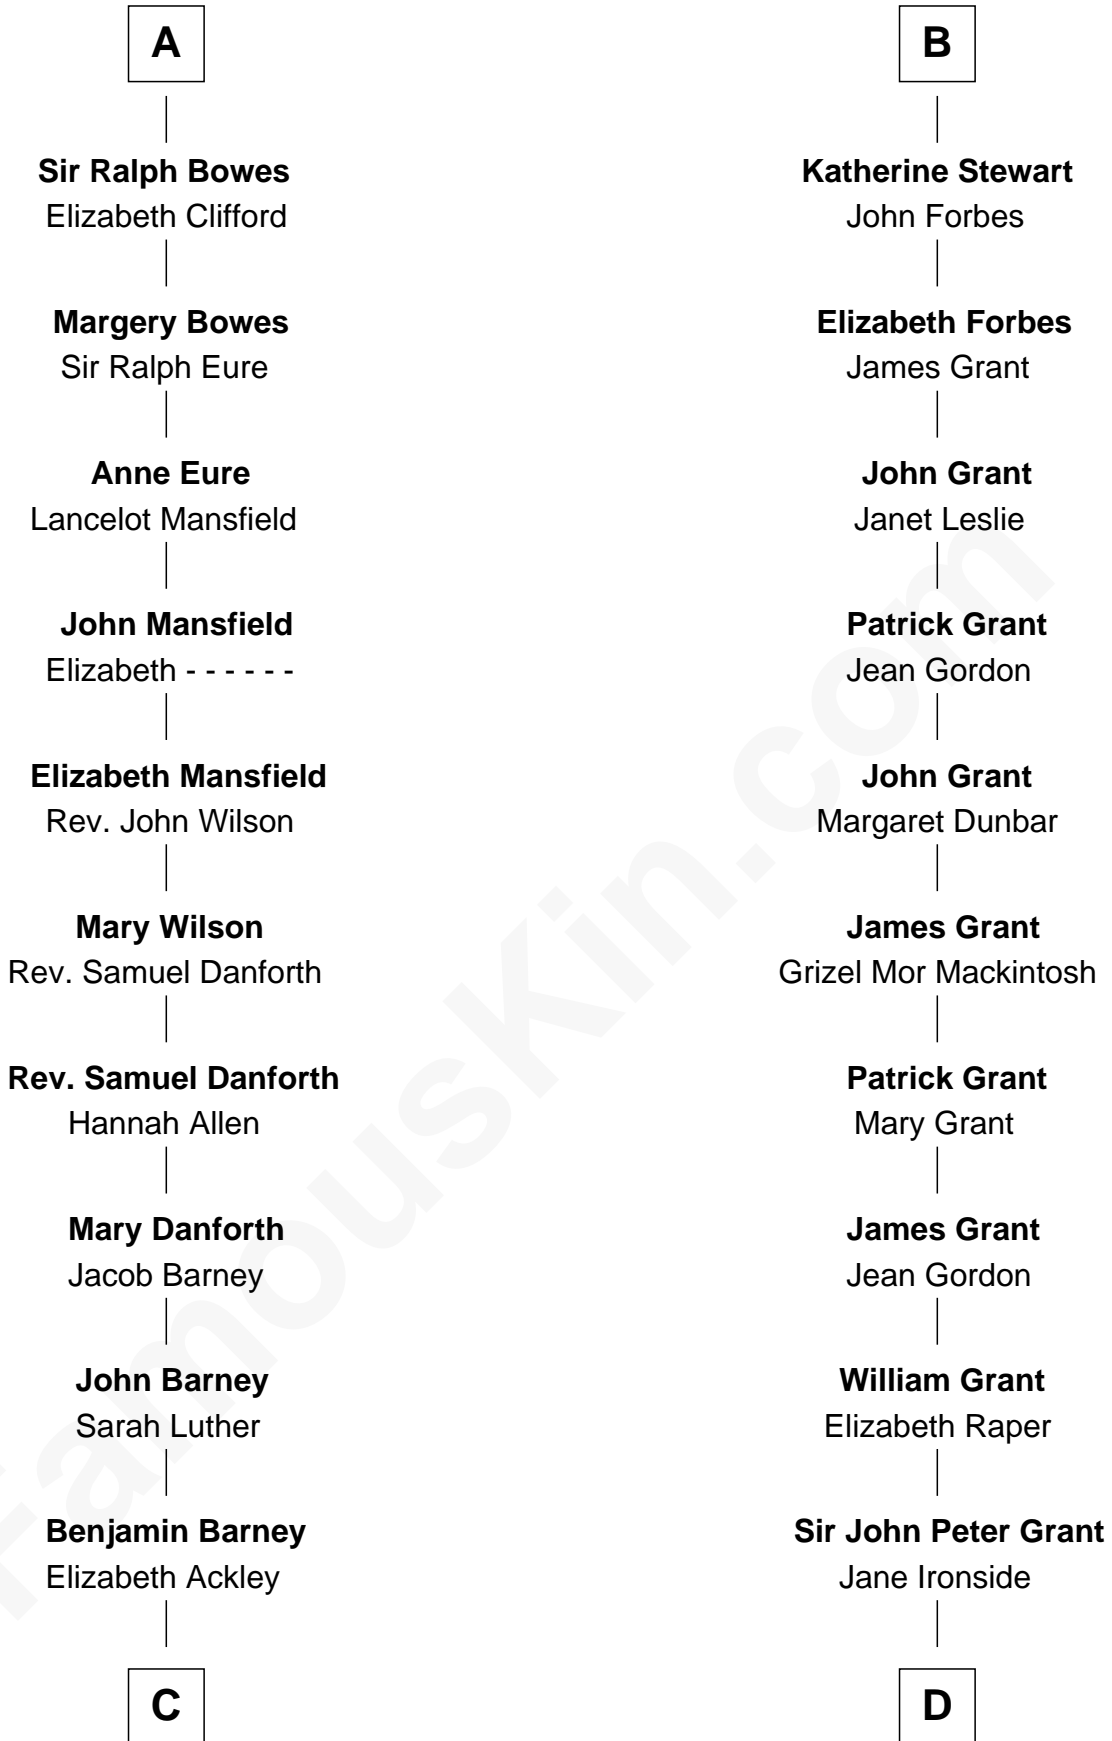 A
B
Sir Ralph Bowes
Elizabeth Clifford
Katherine Stewart
John Forbes
Margery Bowes
Sir Ralph Eure
Elizabeth Forbes
James Grant
Anne Eure
Lancelot Mansfield
John Grant
Janet Leslie
John Mansfield
Elizabeth - - - - - -
Patrick Grant
Jean Gordon
Elizabeth Mansfield
Rev. John Wilson
John Grant
Margaret Dunbar
Mary Wilson
Rev. Samuel Danforth
James Grant
Grizel Mor Mackintosh
Rev. Samuel Danforth
Hannah Allen
Patrick Grant
Mary Grant
Mary Danforth
Jacob Barney
James Grant
Jean Gordon
John Barney
Sarah Luther
William Grant
Elizabeth Raper
Benjamin Barney
Elizabeth Ackley
Sir John Peter Grant
Jane Ironside
C
D
FamousKin.com